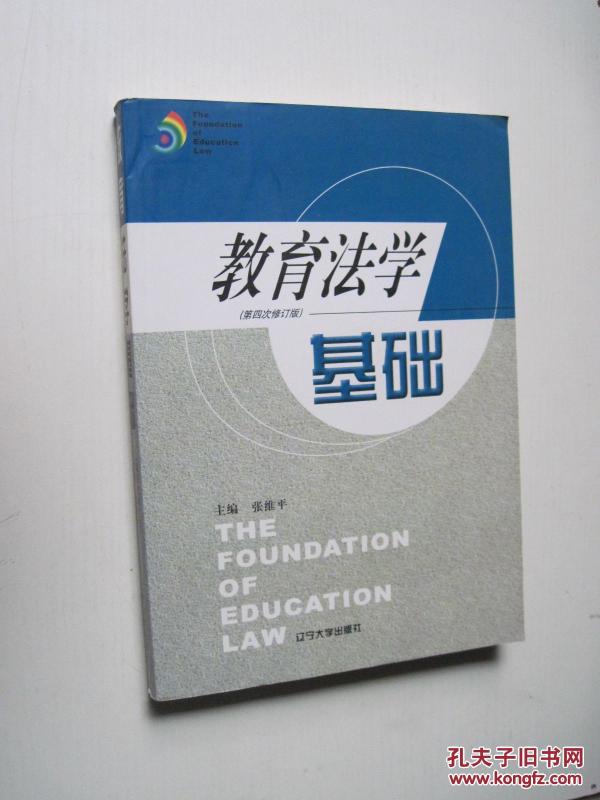 The
Foundation
of
Education
Law
教育法学
(第四次修订版)
基础
主编 张维平
THE
FOUNDATION
OF
EDUCATION
LAW 辽宁大学出版社
孔夫子旧书网
www.kongfz.com